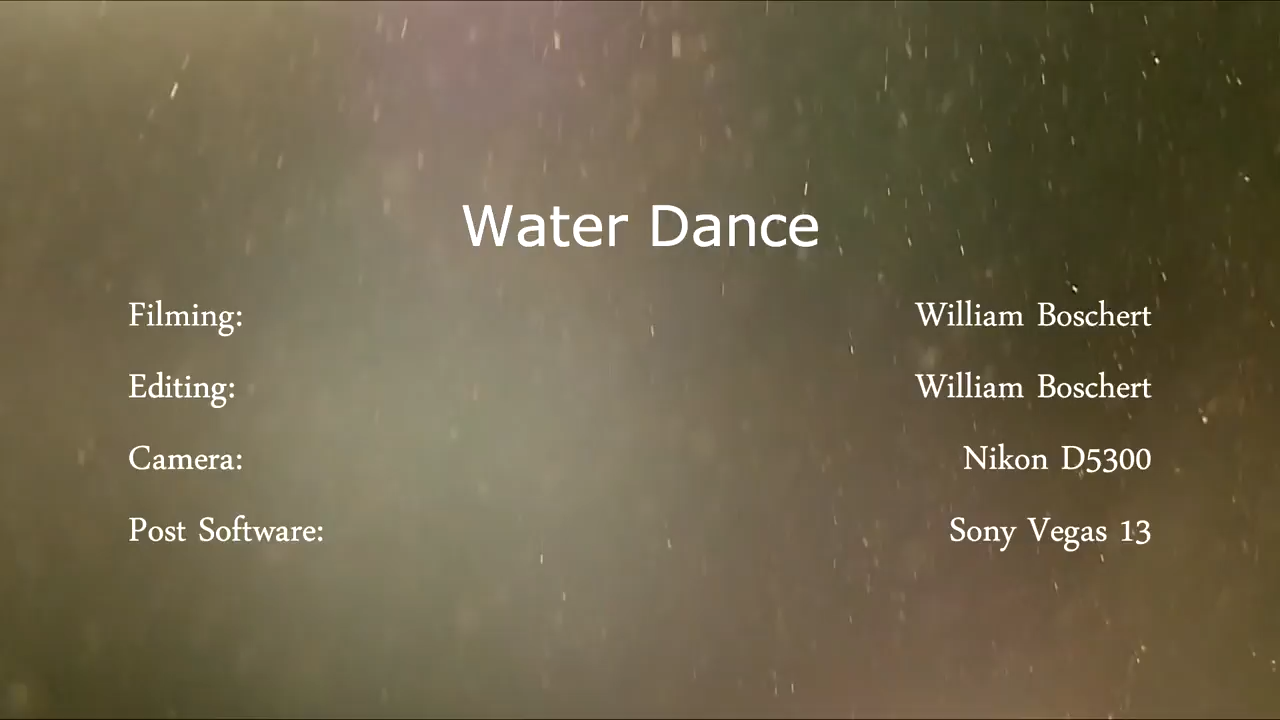 Water Dance
Filming: William Boschert
Editing: William Boschert
Camera: Nikon D5300
Post Software: Sony Vegas 13